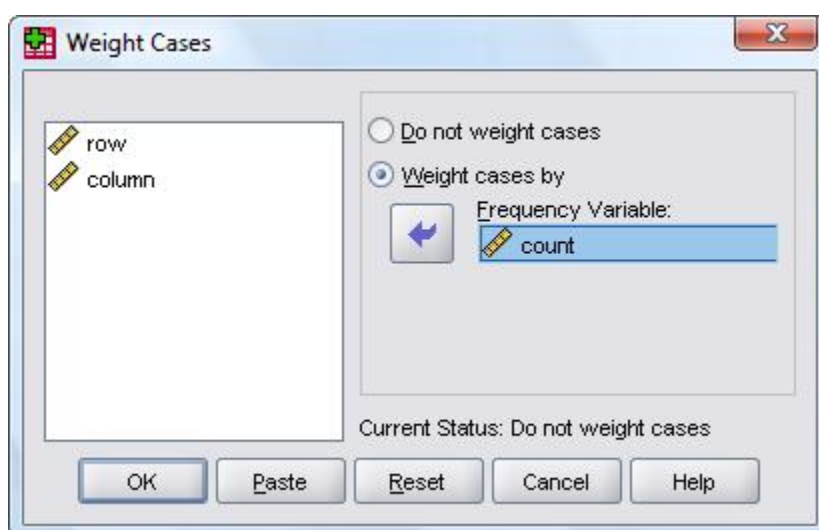 Weight Cases
row
column
Do not weight cases
Weight cases by
Frequency Variable:
count
Current Status: Do not weight cases
OK
Paste
Reset
Cancel
Help